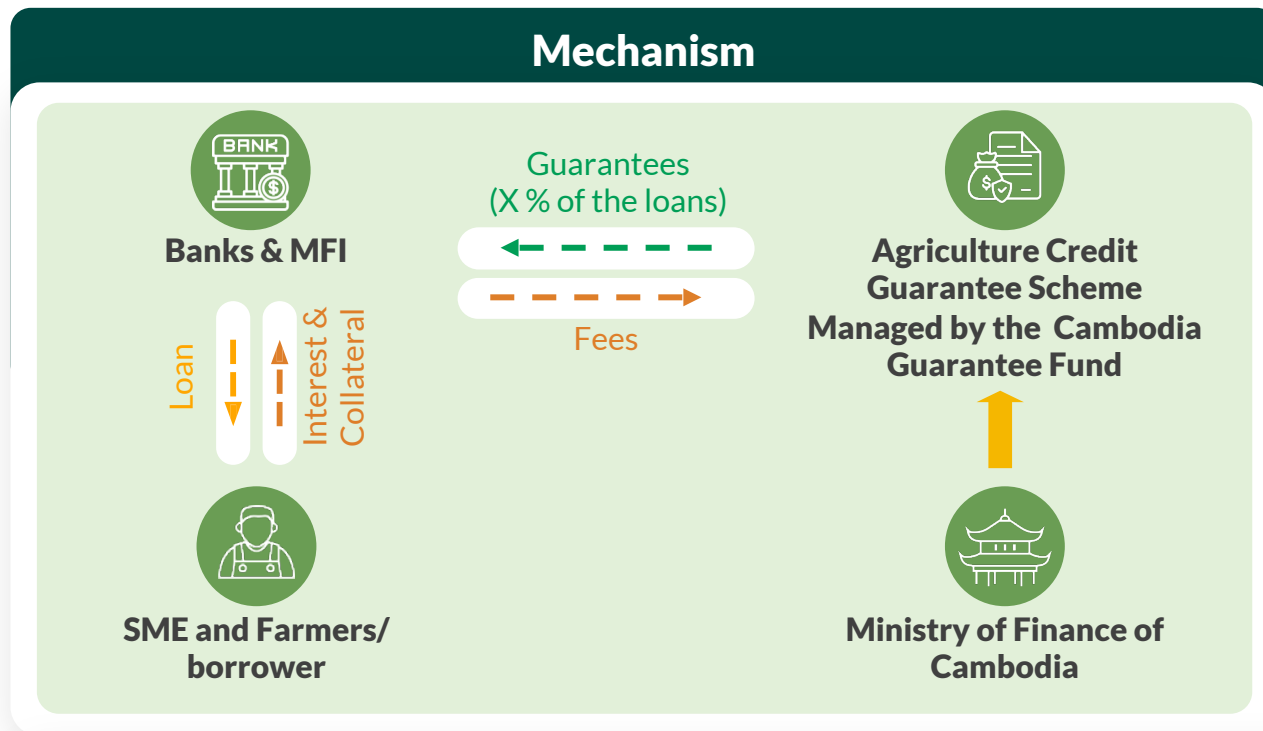 Mechanism
BANK
$
Banks & MFI
Guarantees
(X % of the loans)
Fees
$
Agriculture Credit
Guarantee Scheme
Managed by the Cambodia
Guarantee Fund
Loan
Interest &
Collateral
SME and Farmers/
borrower
Ministry of Finance of
Cambodia